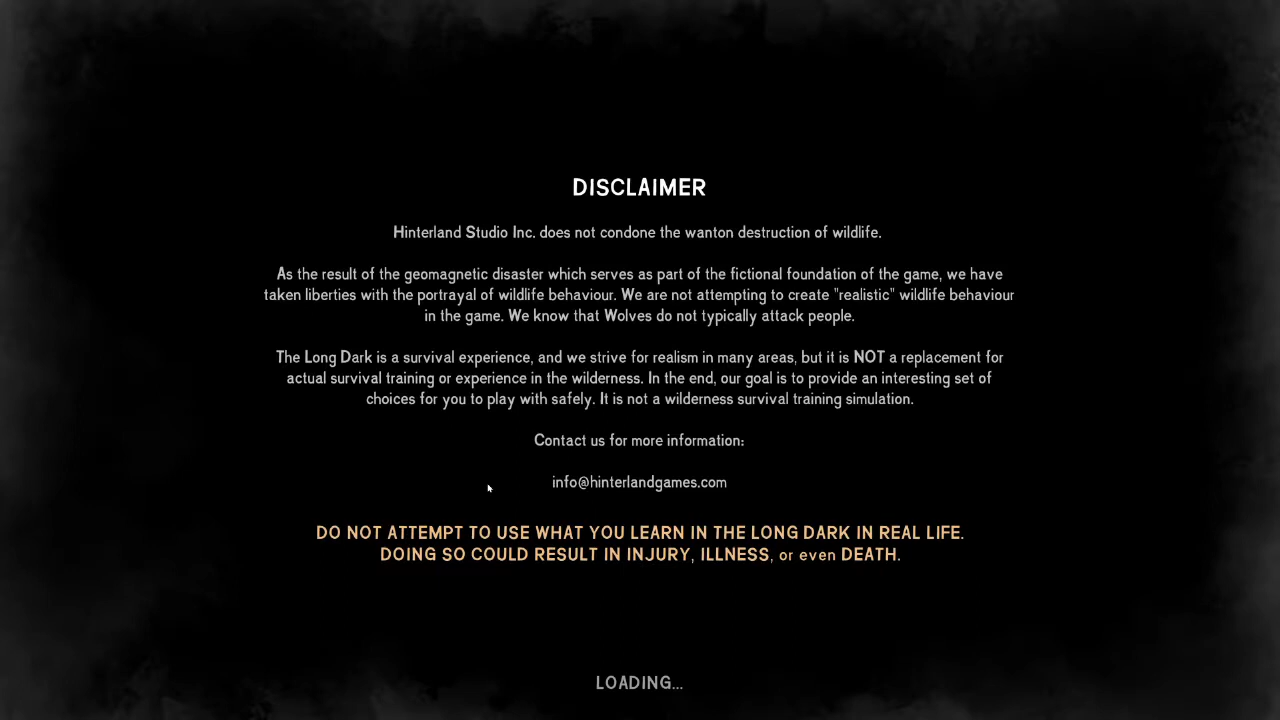 DISCLAIMER
Hinterland Studio Inc. does not condone the wanton destruction of wildlife.
As the result of the geomagnetic disaster which serves as part of the fictional foundation of the game, we have
taken liberties with the portrayal of wildlife behaviour. We are not attempting to create "realistic" wildlife behaviour
in the game. We know that Wolves do not typically attack people.
The Long Dark is a survival experience, and we strive for realism in many areas, but it is NOT a replacement for
actual survival training or experience in the wilderness. In the end, our goal is to provide an interesting set of
choices for you to play with safely. It is not a wilderness survival training simulation.
Contact us for more information:
info@hinterlandgames.com
DO NOT ATTEMPT TO USE WHAT YOU LEARN IN THE LONG DARK IN REAL LIFE.
DOING SO COULD RESULT IN INJURY, ILLNESS, or even DEATH.
LOADING...